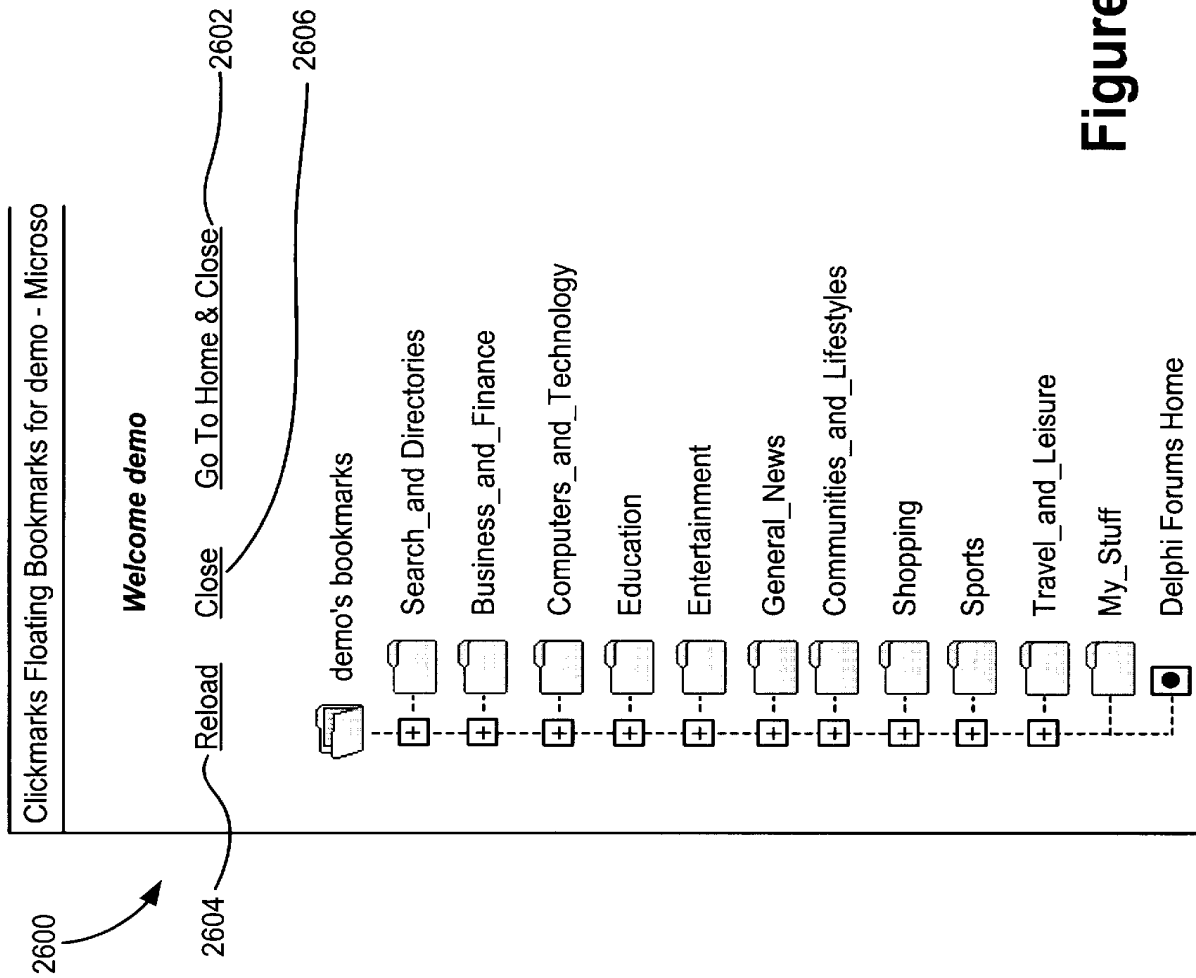 Clickmarks Floating Bookmarks for demo - Microso
Welcome demo
Reload Close Go To Home & Close
demo's bookmarks
Search_and Directories
Business_and_Finance
Computers_and_Technology
Education
Entertainment
General_News
Communities_and_Lifestyles
Shopping
Sports
Travel_and_Leisure
My_Stuff
Delphi Forums Home
2600
2604
2602
2606
Figure